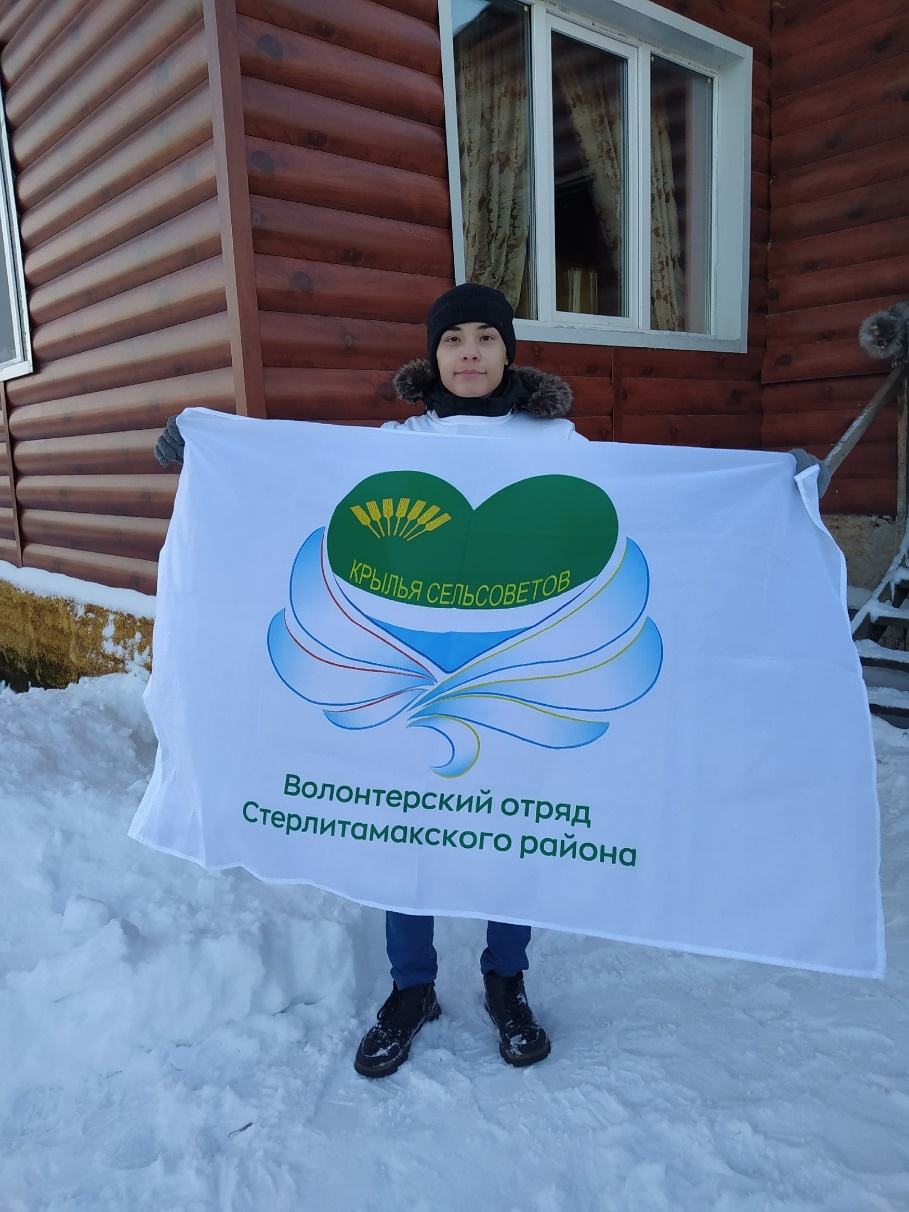 КРЫЛЬЯ СЕЛЬСОВЕТОВ
Волонтерский отряд
Стерлитамакского района